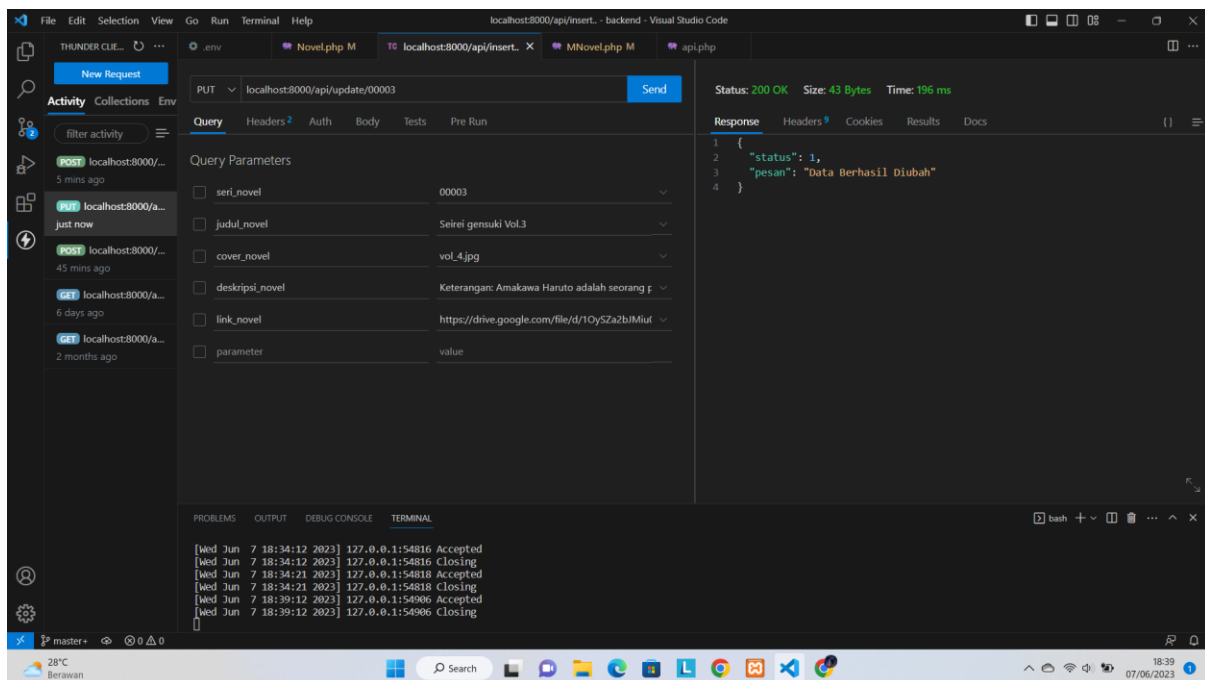 File Edit Selection View Go Run Terminal Help localhost:8000/api/insert.. - backend - Visual Studio Code
THUNDER CLIE... .env Novel.php M TC localhost:8000/api/insert.. MNovel.php M api.php
New Request
Activity Collections Env
filter activity
POST localhost:8000/...
5 mins ago
PUT localhost:8000/a...
just now
POST localhost:8000/...
45 mins ago
GET localhost:8000/a...
6 days ago
GET localhost:8000/a...
2 months ago
PUT localhost:8000/api/update/00003 Send
Query Headers 2 Auth Body Tests Pre Run
Query Parameters
seri_novel 00003
judul_novel Seirei gensuki Vol.3
cover_novel vol_4.jpg
deskripsi_novel Keterangan: Amakawa Haruto adalah seorang p
link_novel https://drive.google.com/file/d/1OySZa2bJMiu
parameter value
Status: 200 OK Size: 43 Bytes Time: 196 ms
Response Headers 9 Cookies Results Docs {}
1 {
2 "status": 1,
3 "pesan": "Data Berhasil Diubah"
4 }
PROBLEMS OUTPUT DEBUG CONSOLE TERMINAL bash
[Wed Jun 7 18:34:12 2023] 127.0.0.1:54816 Accepted
[Wed Jun 7 18:34:12 2023] 127.0.0.1:54816 Closing
[Wed Jun 7 18:34:21 2023] 127.0.0.1:54818 Accepted
[Wed Jun 7 18:34:21 2023] 127.0.0.1:54818 Closing
[Wed Jun 7 18:39:12 2023] 127.0.0.1:54906 Accepted
[Wed Jun 7 18:39:12 2023] 127.0.0.1:54906 Closing
2
master+ 0 0
28°C
Berawan
Search
L
18:39
07/06/2023
1